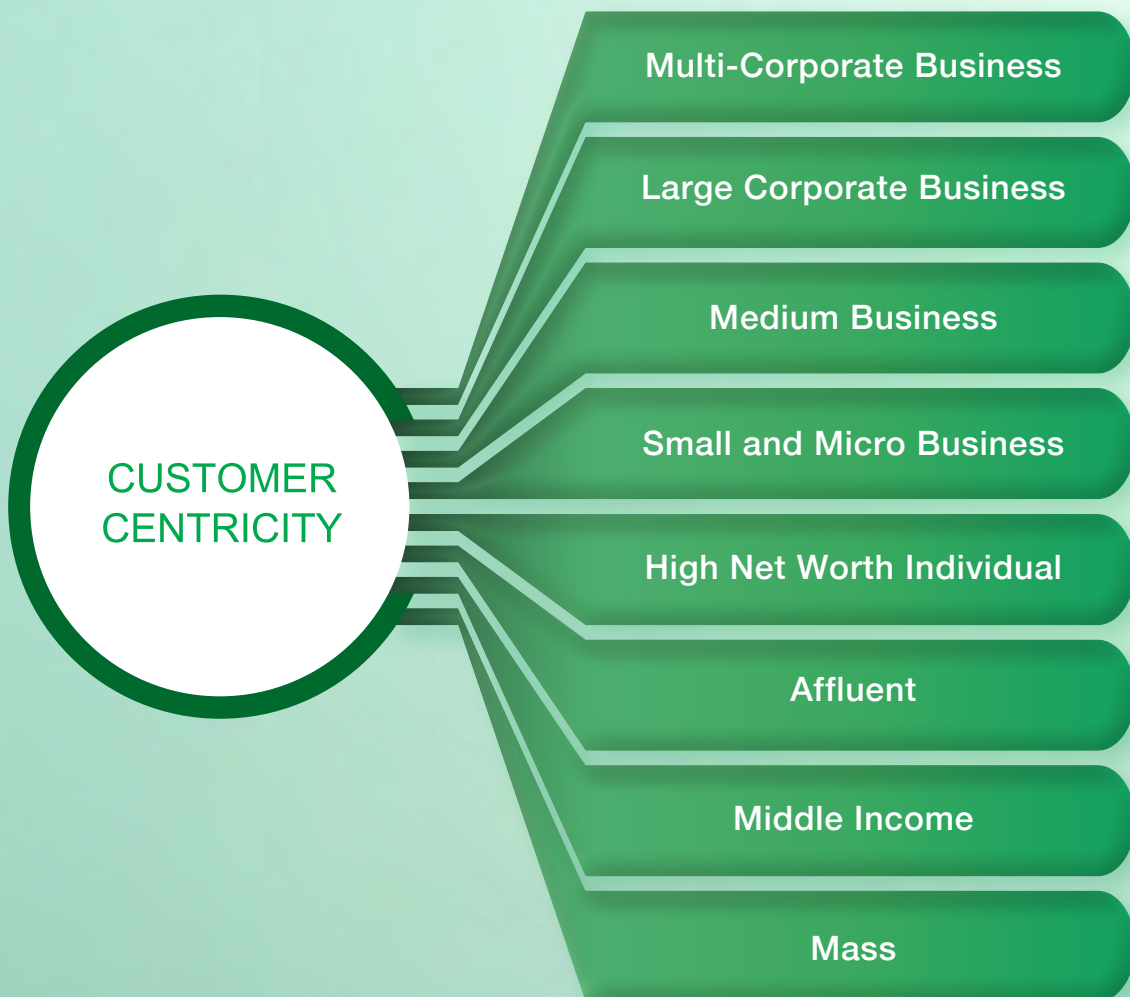 Multi-Corporate Business
Large Corporate Business
Medium Business
Small and Micro Business
CUSTOMER
CENTRICITY
High Net Worth Individual
Affluent
Middle Income
Mass